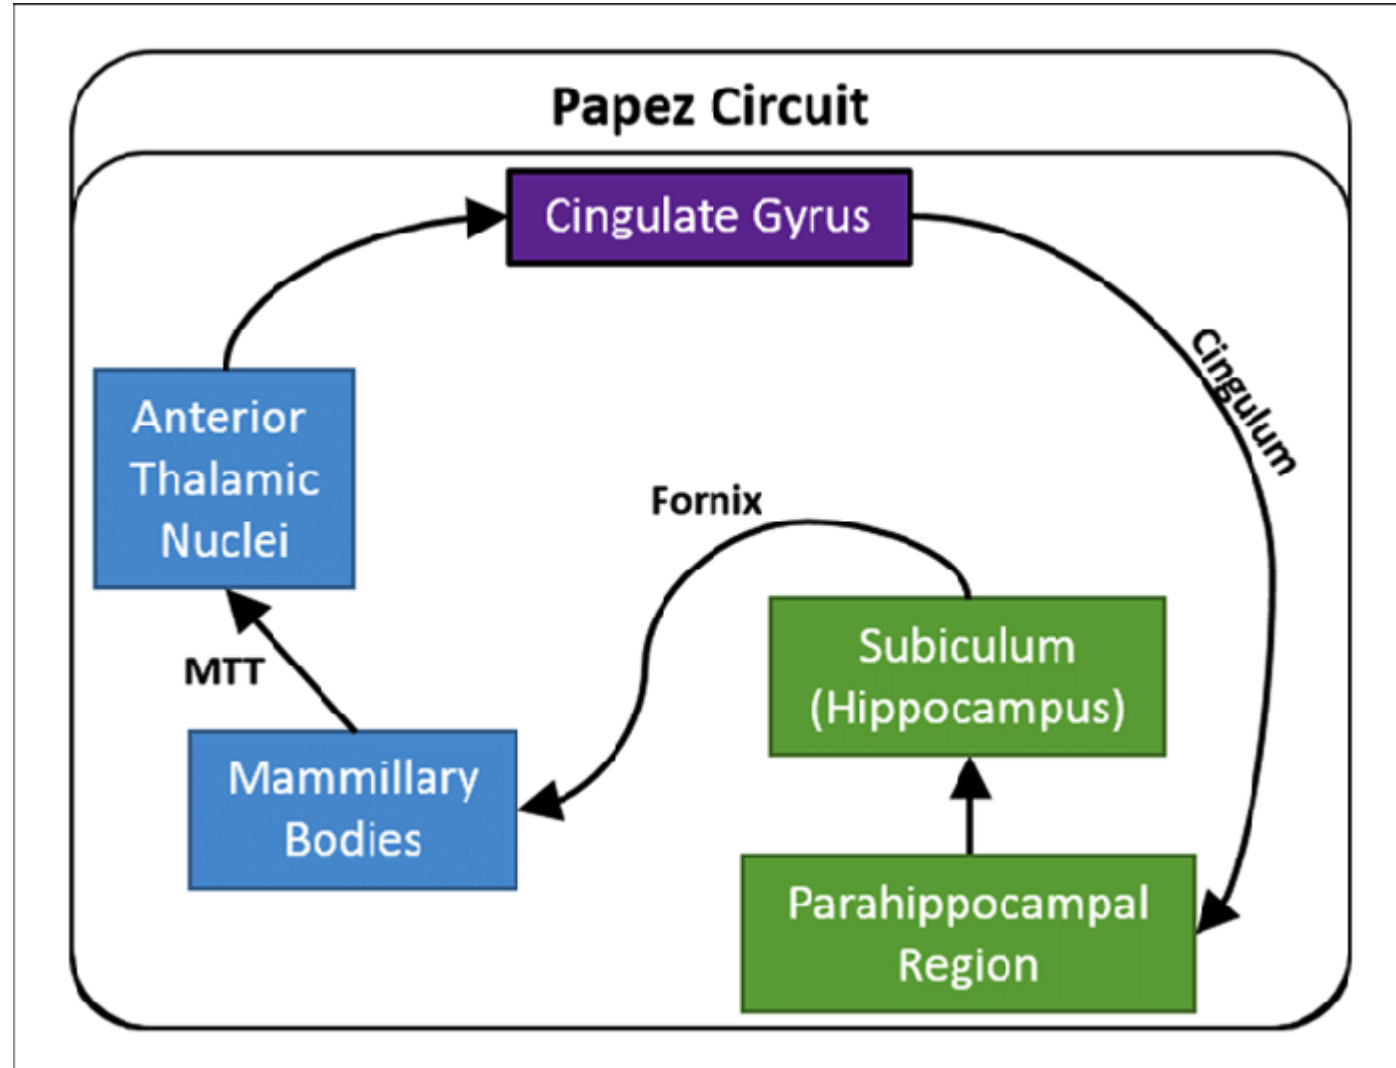 Papez Circuit
Cingulate Gyrus
Cingulum
Anterior
Thalamic
Nuclei
Fornix
Subiculum
(Hippocampus)
MTT
Mammillary
Bodies
Parahippocampal
Region